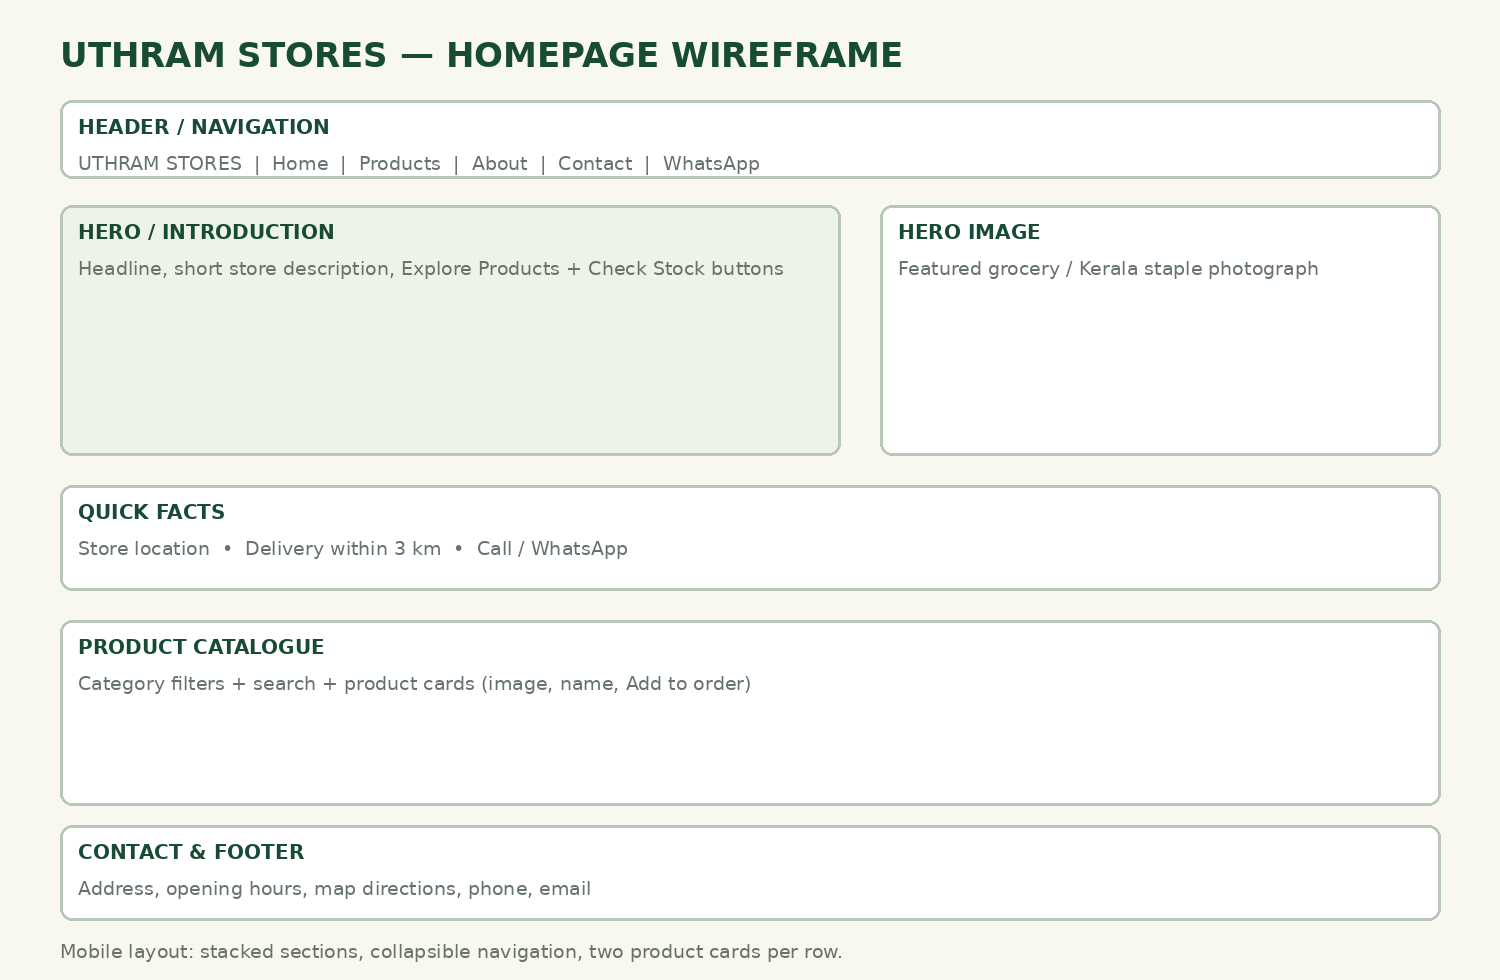 UTHRAM STORES — HOMEPAGE WIREFRAME
HEADER / NAVIGATION
UTHRAM STORES | Home | Products | About | Contact | WhatsApp
HERO / INTRODUCTION
Headline, short store description, Explore Products + Check Stock buttons
HERO IMAGE
Featured grocery / Kerala staple photograph
QUICK FACTS
Store location • Delivery within 3 km • Call / WhatsApp
PRODUCT CATALOGUE
Category filters + search + product cards (image, name, Add to order)
CONTACT & FOOTER
Address, opening hours, map directions, phone, email
Mobile layout: stacked sections, collapsible navigation, two product cards per row.